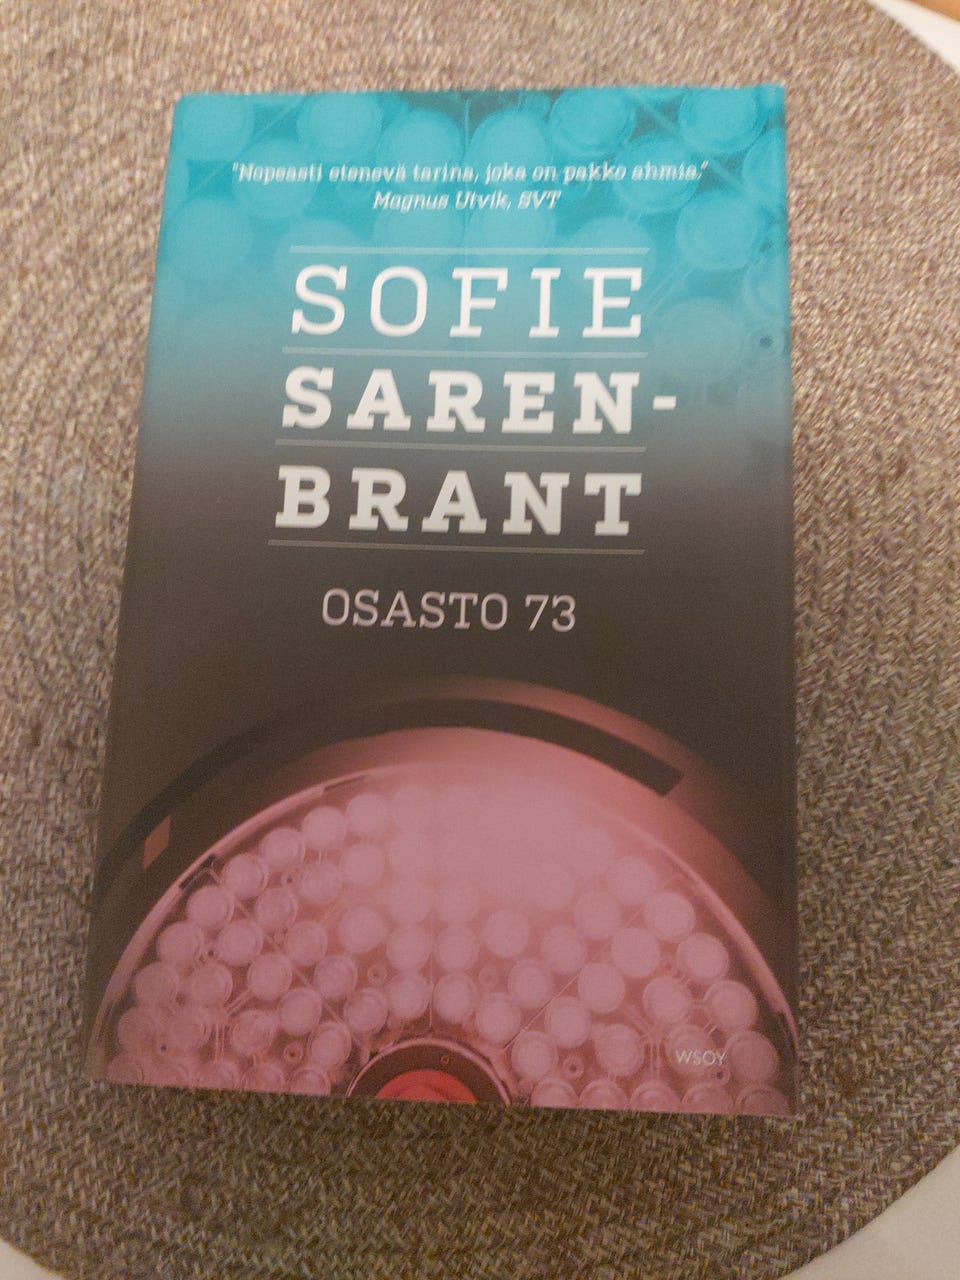 "Nopeasti etenevä tarina, joka on pakko ahmia."
Magnus Utvik, SVT
SOFIE
SAREN-
BRANT
OSASTO 73
WSOY